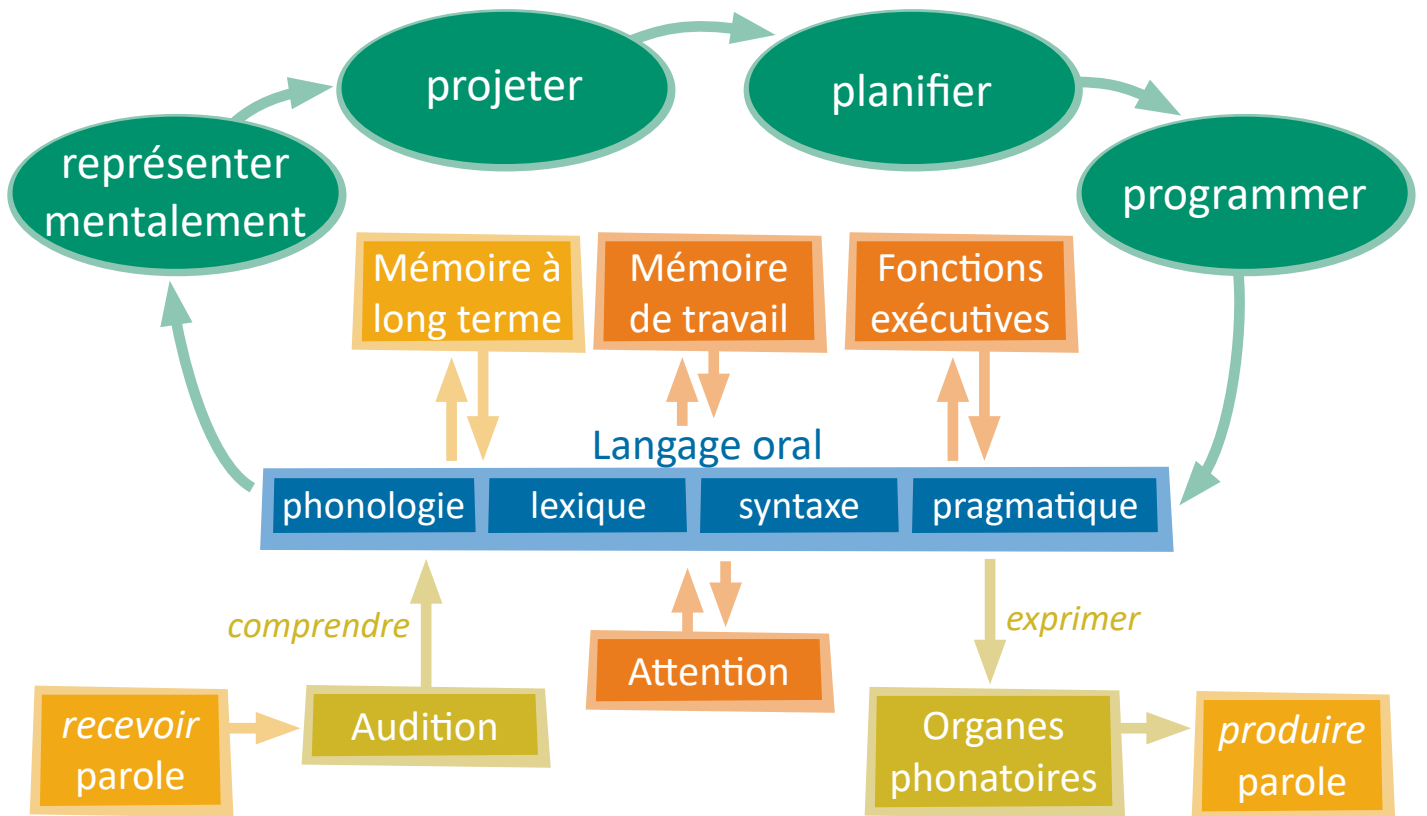 projeter
planifier
représenter
mentalement
programmer
Mémoire à
long terme
Mémoire
de travail
Fonctions
exécutives
Langage oral
phonologie
lexique
syntaxe
pragmatique
comprendre
exprimer
Attention
recevoir
parole
Audition
Organes
phonatoires
produire
parole